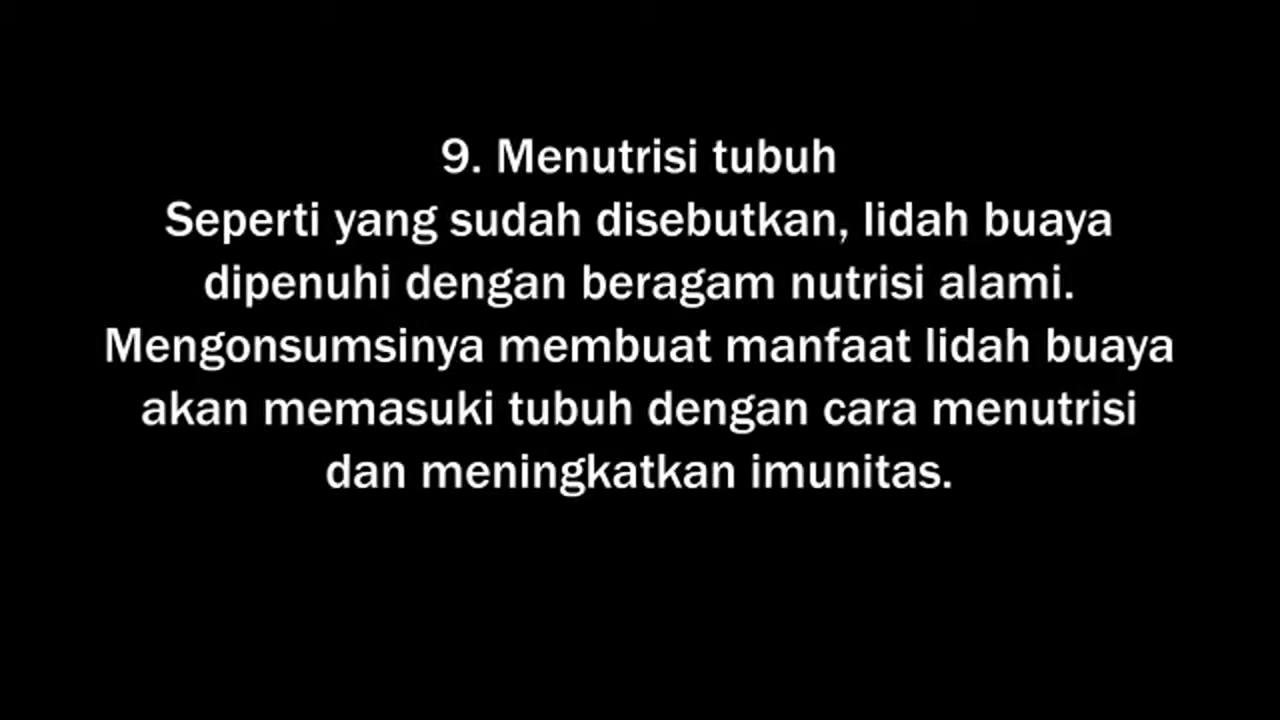 9. Menutrisi tubuh
Seperti yang sudah disebutkan, lidah buaya
dipenuhi dengan beragam nutrisi alami.
Mengonsumsinya membuat manfaat lidah buaya
akan memasuki tubuh dengan cara menutrisi
dan meningkatkan imunitas.